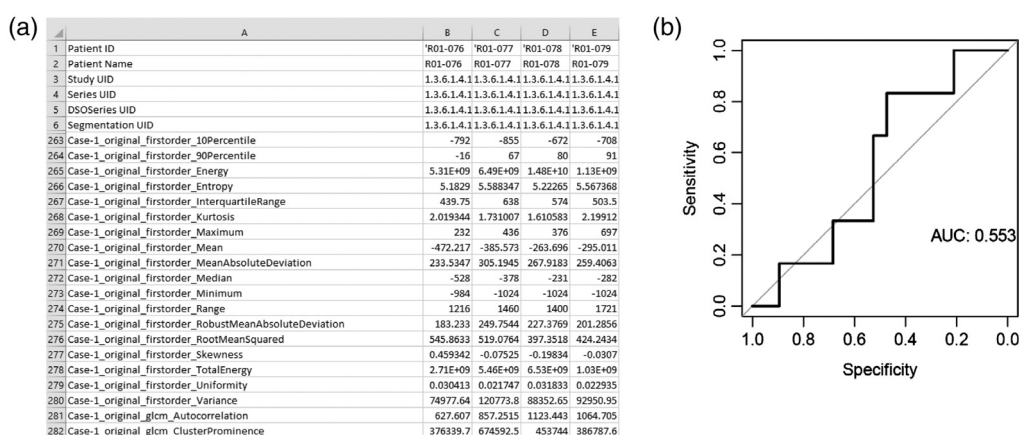 (a)
A B C D E
1 Patient ID 'R01-076 'R01-077 'R01-078 'R01-079
2 Patient Name R01-076 R01-077 R01-078 R01-079
3 Study UID 1.3.6.1.4.1 1.3.6.1.4.1 1.3.6.1.4.1 1.3.6.1.4.1
4 Series UID 1.3.6.1.4.1 1.3.6.1.4.1 1.3.6.1.4.1 1.3.6.1.4.1
5 DSOSeries UID 1.3.6.1.4.1 1.3.6.1.4.1 1.3.6.1.4.1 1.3.6.1.4.1
6 Segmentation UID 1.3.6.1.4.1 1.3.6.1.4.1 1.3.6.1.4.1 1.3.6.1.4.1
263 Case-1_original_firstorder_10Percentile -792 -855 -672 -708
264 Case-1_original_firstorder_90Percentile -16 67 80 91
265 Case-1_original_firstorder_Energy 5.31E+09 6.49E+09 1.48E+10 1.13E+09
266 Case-1_original_firstorder_Entropy 5.1829 5.588347 5.22265 5.567368
267 Case-1_original_firstorder_InterquartileRange 439.75 638 574 503.5
268 Case-1_original_firstorder_Kurtosis 2.019344 1.731007 1.610583 2.19912
269 Case-1_original_firstorder_Maximum 232 436 376 697
270 Case-1_original_firstorder_Mean -472.217 -385.573 -263.696 -295.011
271 Case-1_original_firstorder_MeanAbsoluteDeviation 233.5347 305.1945 267.9183 259.4063
272 Case-1_original_firstorder_Median -528 -378 -231 -282
273 Case-1_original_firstorder_Minimum -984 -1024 -1024 -1024
274 Case-1_original_firstorder_Range 1216 1460 1400 1721
275 Case-1_original_firstorder_RobustMeanAbsoluteDeviation 183.233 249.7544 227.3769 201.2856
276 Case-1_original_firstorder_RootMeanSquared 545.8633 519.0764 397.3518 424.2434
277 Case-1_original_firstorder_Skewness 0.459342 -0.07525 -0.19834 -0.0307
278 Case-1_original_firstorder_TotalEnergy 2.71E+09 5.46E+09 6.53E+09 1.03E+09
279 Case-1_original_firstorder_Uniformity 0.030413 0.021747 0.031833 0.022935
280 Case-1_original_firstorder_Variance 74977.64 120773.8 88352.65 92950.95
281 Case-1_original_glcm_Autocorrelation 627.607 857.2515 1123.443 1064.705
282 Case-1_original_glcm_ClusterProminence 376339.7 674592.5 453744 386787.6
(b)
Sensitivity
1.0
0.8
0.6
0.4
0.2
0.0
AUC: 0.553
1.0 0.8 0.6 0.4 0.2 0.0
Specificity